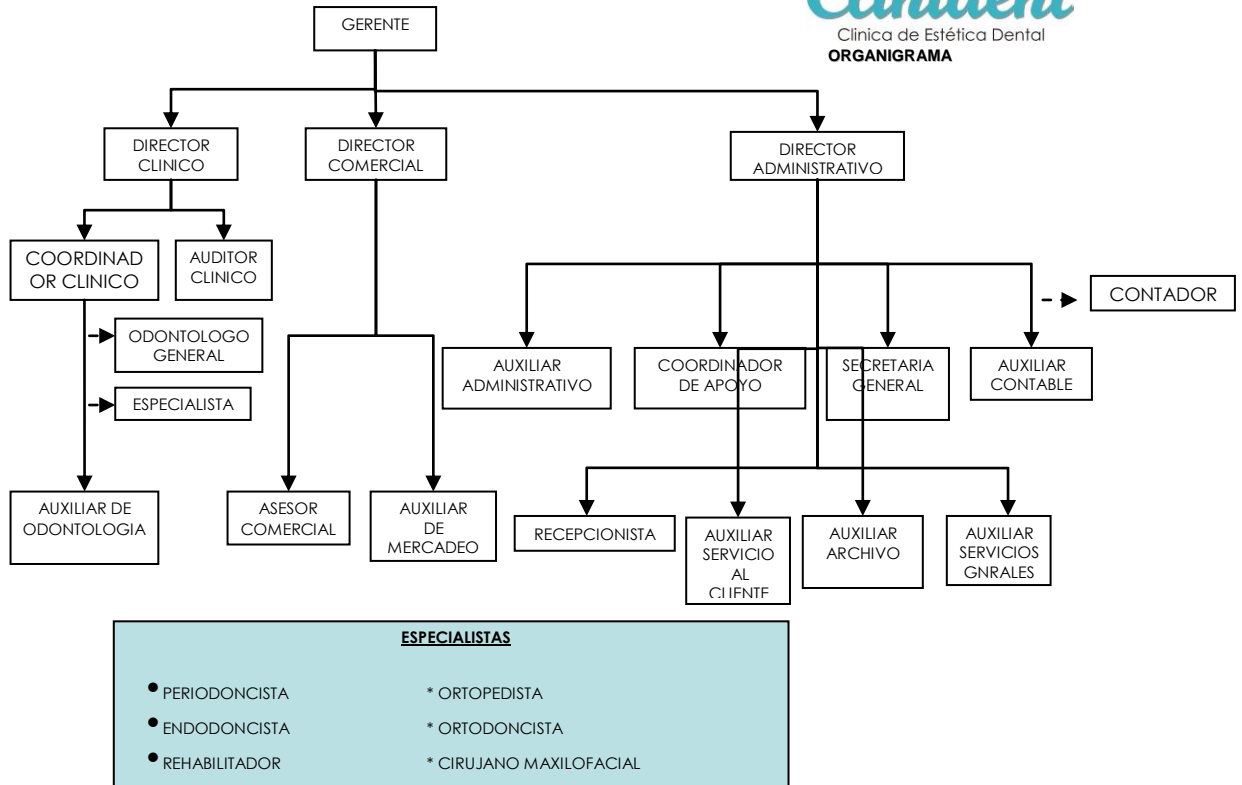 GERENTE
Clinica de Estética Dental
ORGANIGRAMA
DIRECTOR
CLINICO
DIRECTOR
COMERCIAL
DIRECTOR
ADMINISTRATIVO
COORDINAD
OR CLINICO
AUDITOR
CLINICO
CONTADOR
ODONTOLOGO
GENERAL
ESPECIALISTA
AUXILIAR
ADMINISTRATIVO
COORDINADOR
DE APOYO
SECRETARIA
GENERAL
AUXILIAR
CONTABLE
AUXILIAR DE
ODONTOLOGIA
ASESOR
COMERCIAL
AUXILIAR
DE
MERCADEO
RECEPCIONISTA
AUXILIAR
SERVICIO
AL
CLIENTE
AUXILIAR
ARCHIVO
AUXILIAR
SERVICIOS
GNRALES
ESPECIALISTAS
• PERIODONCISTA * ORTOPEDISTA
• ENDODONCISTA * ORTODONCISTA
• REHABILITADOR * CIRUJANO MAXILOFACIAL